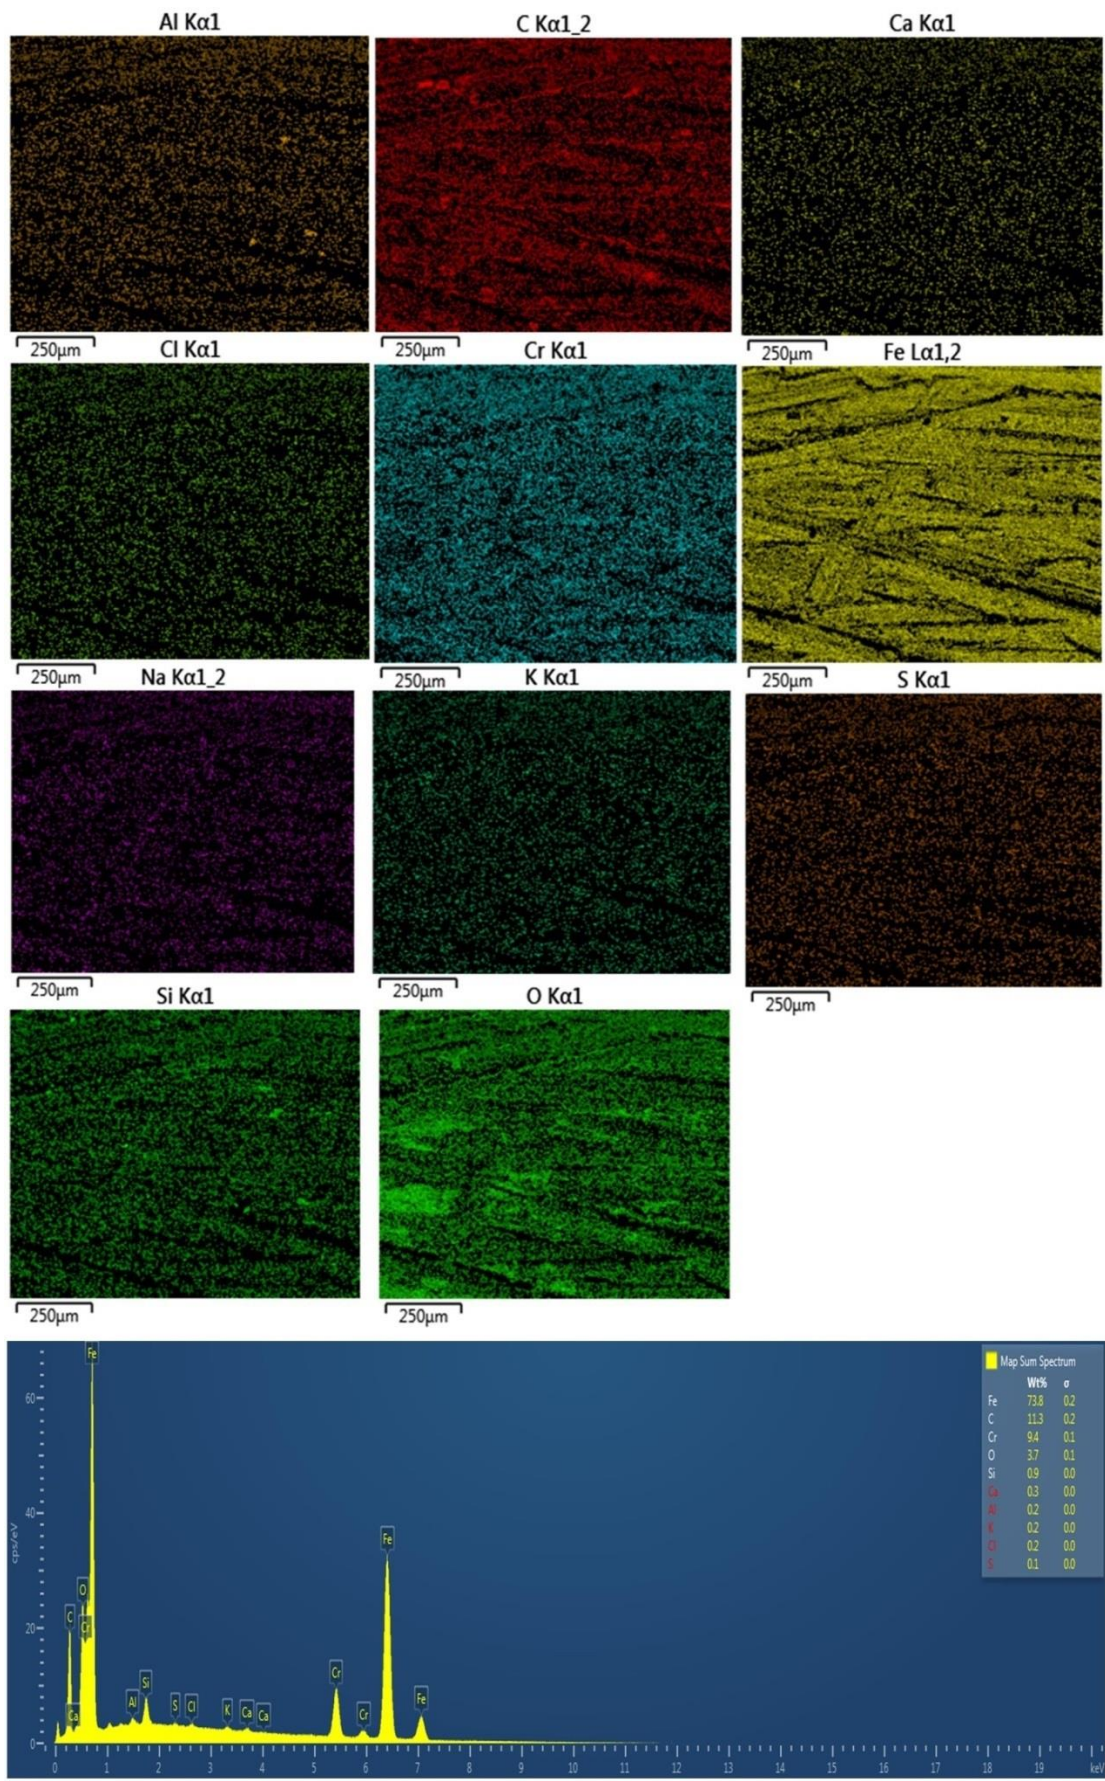 Al Kα1
C Kα1_2
Ca Kα1
250µm
250µm
250µm
Cl Kα1
Cr Kα1
Fe Lα1,2
250µm
250µm
250µm
Na Kα1_2
K Kα1
S Kα1
250µm
250µm
250µm
Si Kα1
O Kα1
250µm
250µm
Fe
Map Sum Spectrum
Wt% σ
Fe 73.8 0.2
C 11.3 0.2
Cr 9.4 0.1
O 3.7 0.1
Si 0.9 0.0
Ca 0.3 0.0
Al 0.2 0.0
K 0.2 0.0
Cl 0.2 0.0
S 0.1 0.0
60
40
cps/eV
20
0
Fe
O
C
Cr
Cr
Si
Fe
Al
S
Cl
K
Ca
Ca
Ca
Cr
0 1 2 3 4 5 6 7 8 9 10 11 12 13 14 15 16 17 18 19 keV